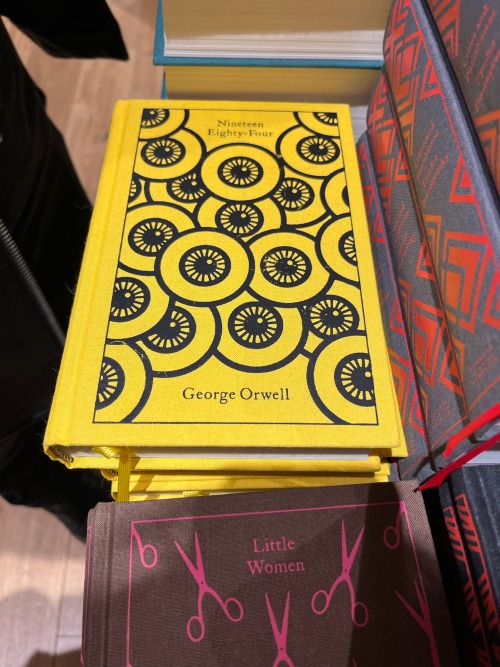 Nineteen
Eighty-Four
George Orwell
Little
Women